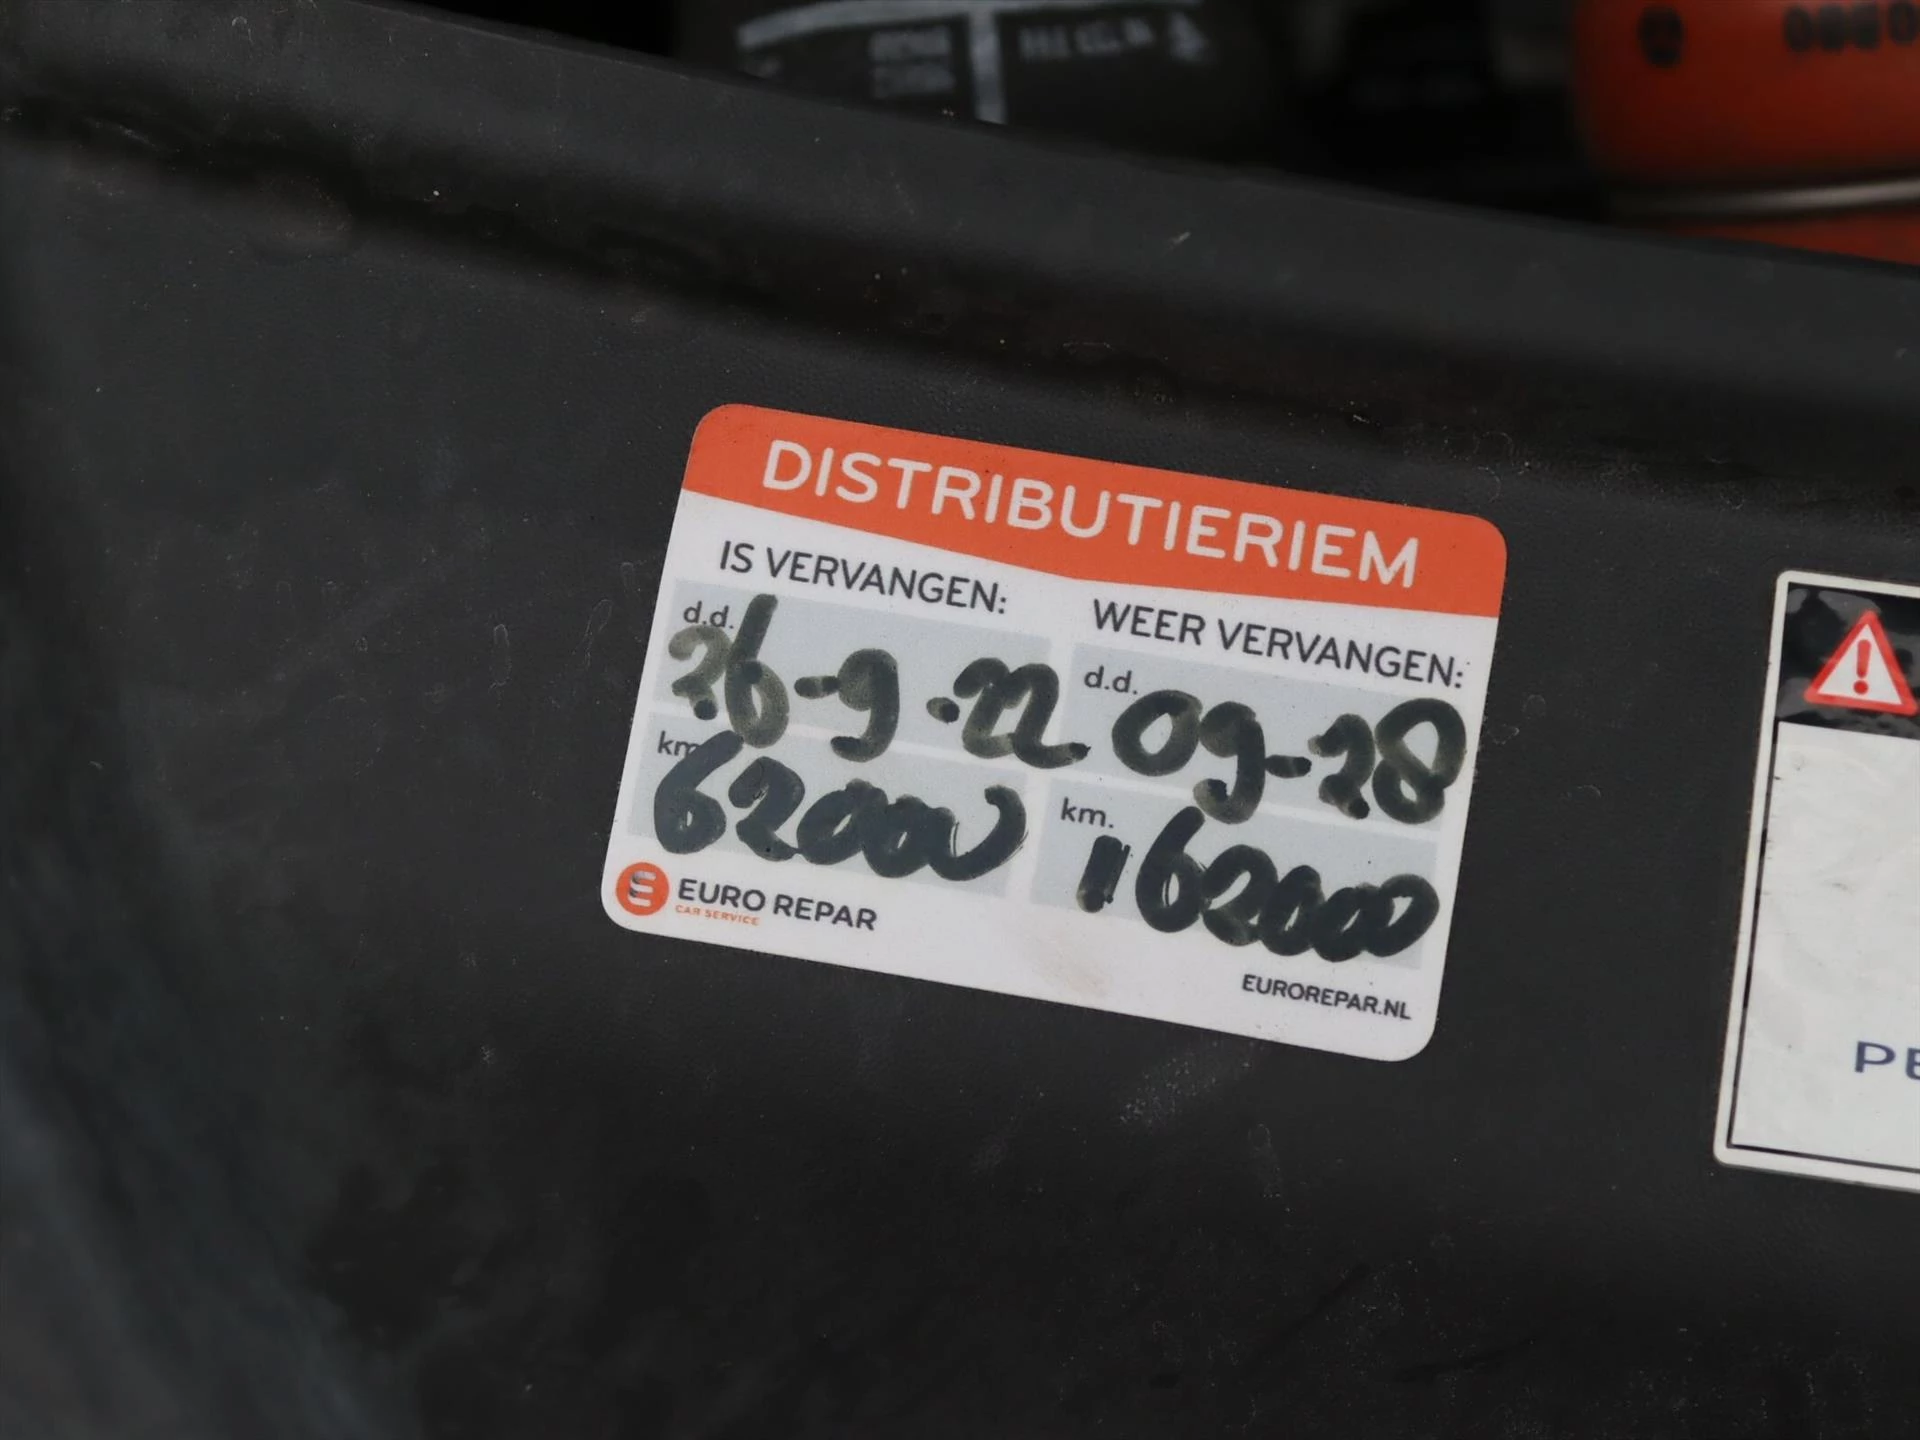 DISTRIBUTIERIEM
IS VERVANGEN:
WEER VERVANGEN:
d.d. 26-9-22
d.d. 09-28
km. 62000
km. 162000
EURO REPAR
CAR SERVICE
EUROREPAR.NL